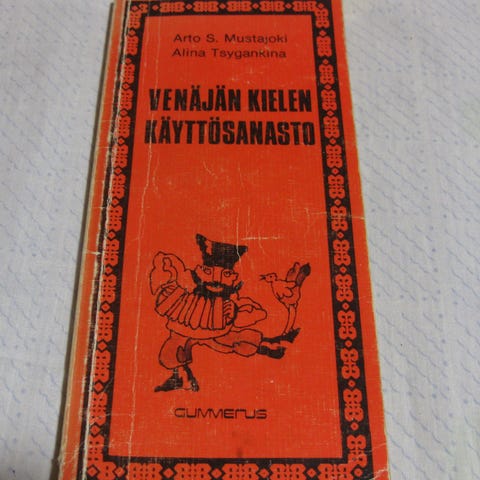 Arto S. Mustajoki
Alina Tsygankina
VENÄJÄN KIELEN
KÄYTTÖSANASTO
GUMMERUS